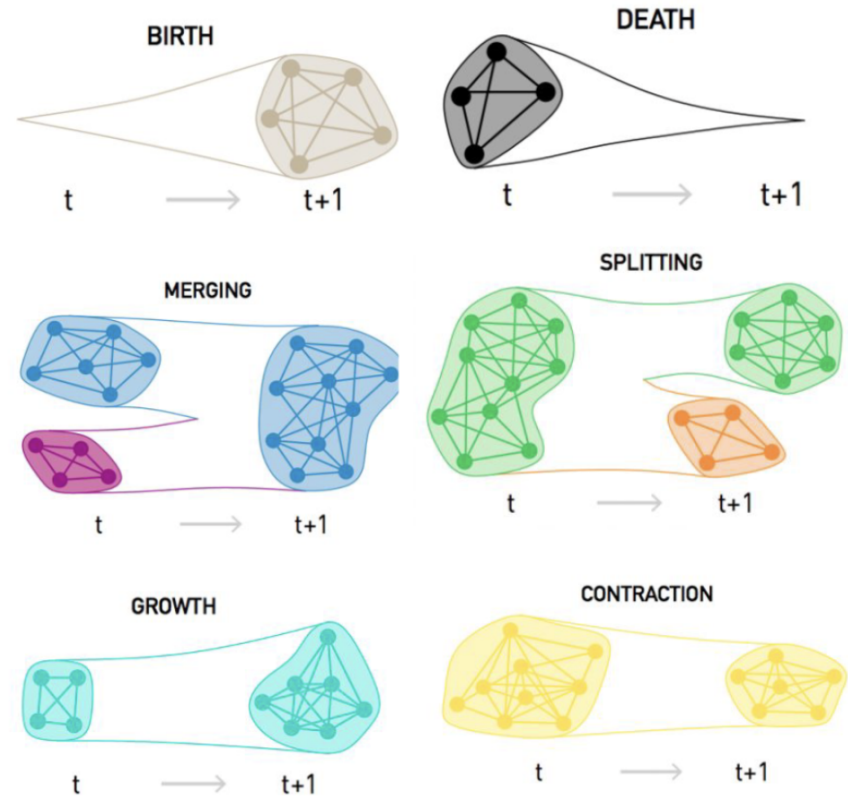 BIRTH
DEATH
t t+1
t t+1
MERGING
SPLITTING
t t+1
t t+1
GROWTH
CONTRACTION
t t+1
t t+1